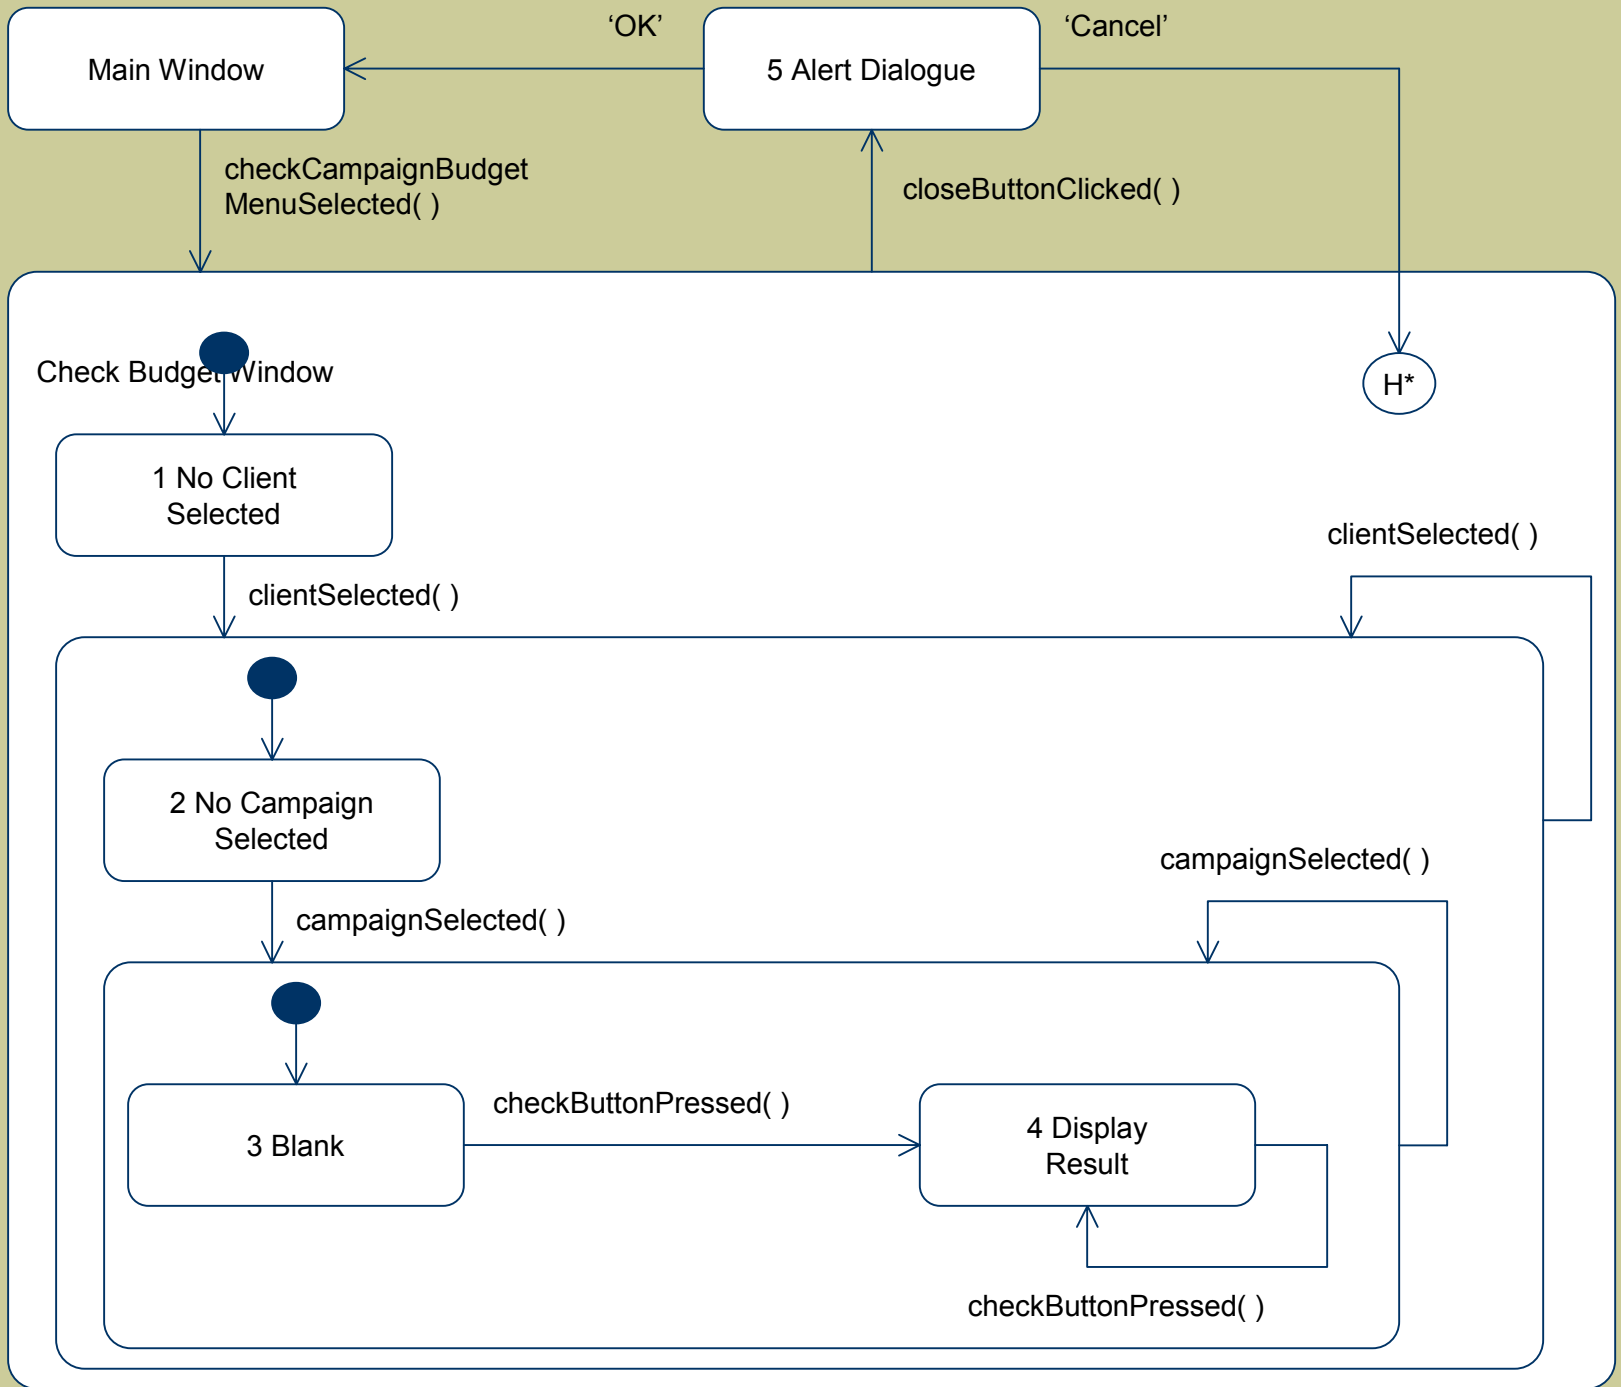 ‘OK’
‘Cancel’
Main Window
5 Alert Dialogue
checkCampaignBudget
MenuSelected( )
closeButtonClicked( )
Check Budget Window
H*
1 No Client
Selected
clientSelected( )
clientSelected( )
2 No Campaign
Selected
campaignSelected( )
campaignSelected( )
3 Blank
checkButtonPressed( )
4 Display
Result
checkButtonPressed( )